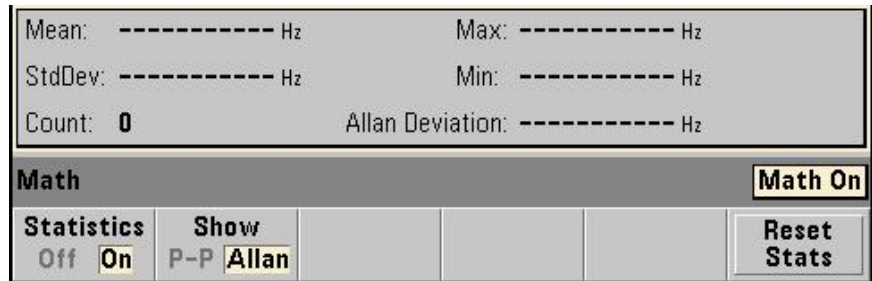 Mean: ----------- Hz Max: ----------- Hz
StdDev: ----------- Hz Min: ----------- Hz
Count: 0 Allan Deviation: ----------- Hz
Math Math On
Statistics Show Reset
Off On P-P Allan Stats